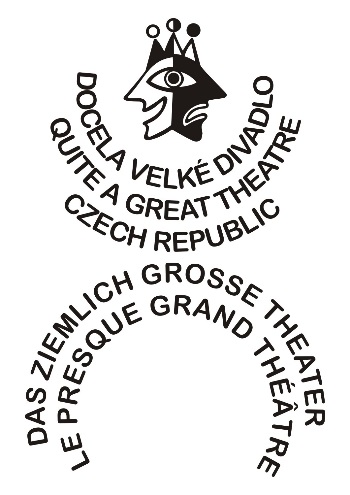 DOCELA VELKÉ DIVADLO
QUITE A GREAT THEATRE
CZECH REPUBLIC
DAS ZIEMLICH GROSSE THEATER
LE PRESQUE GRAND THÉÂTRE